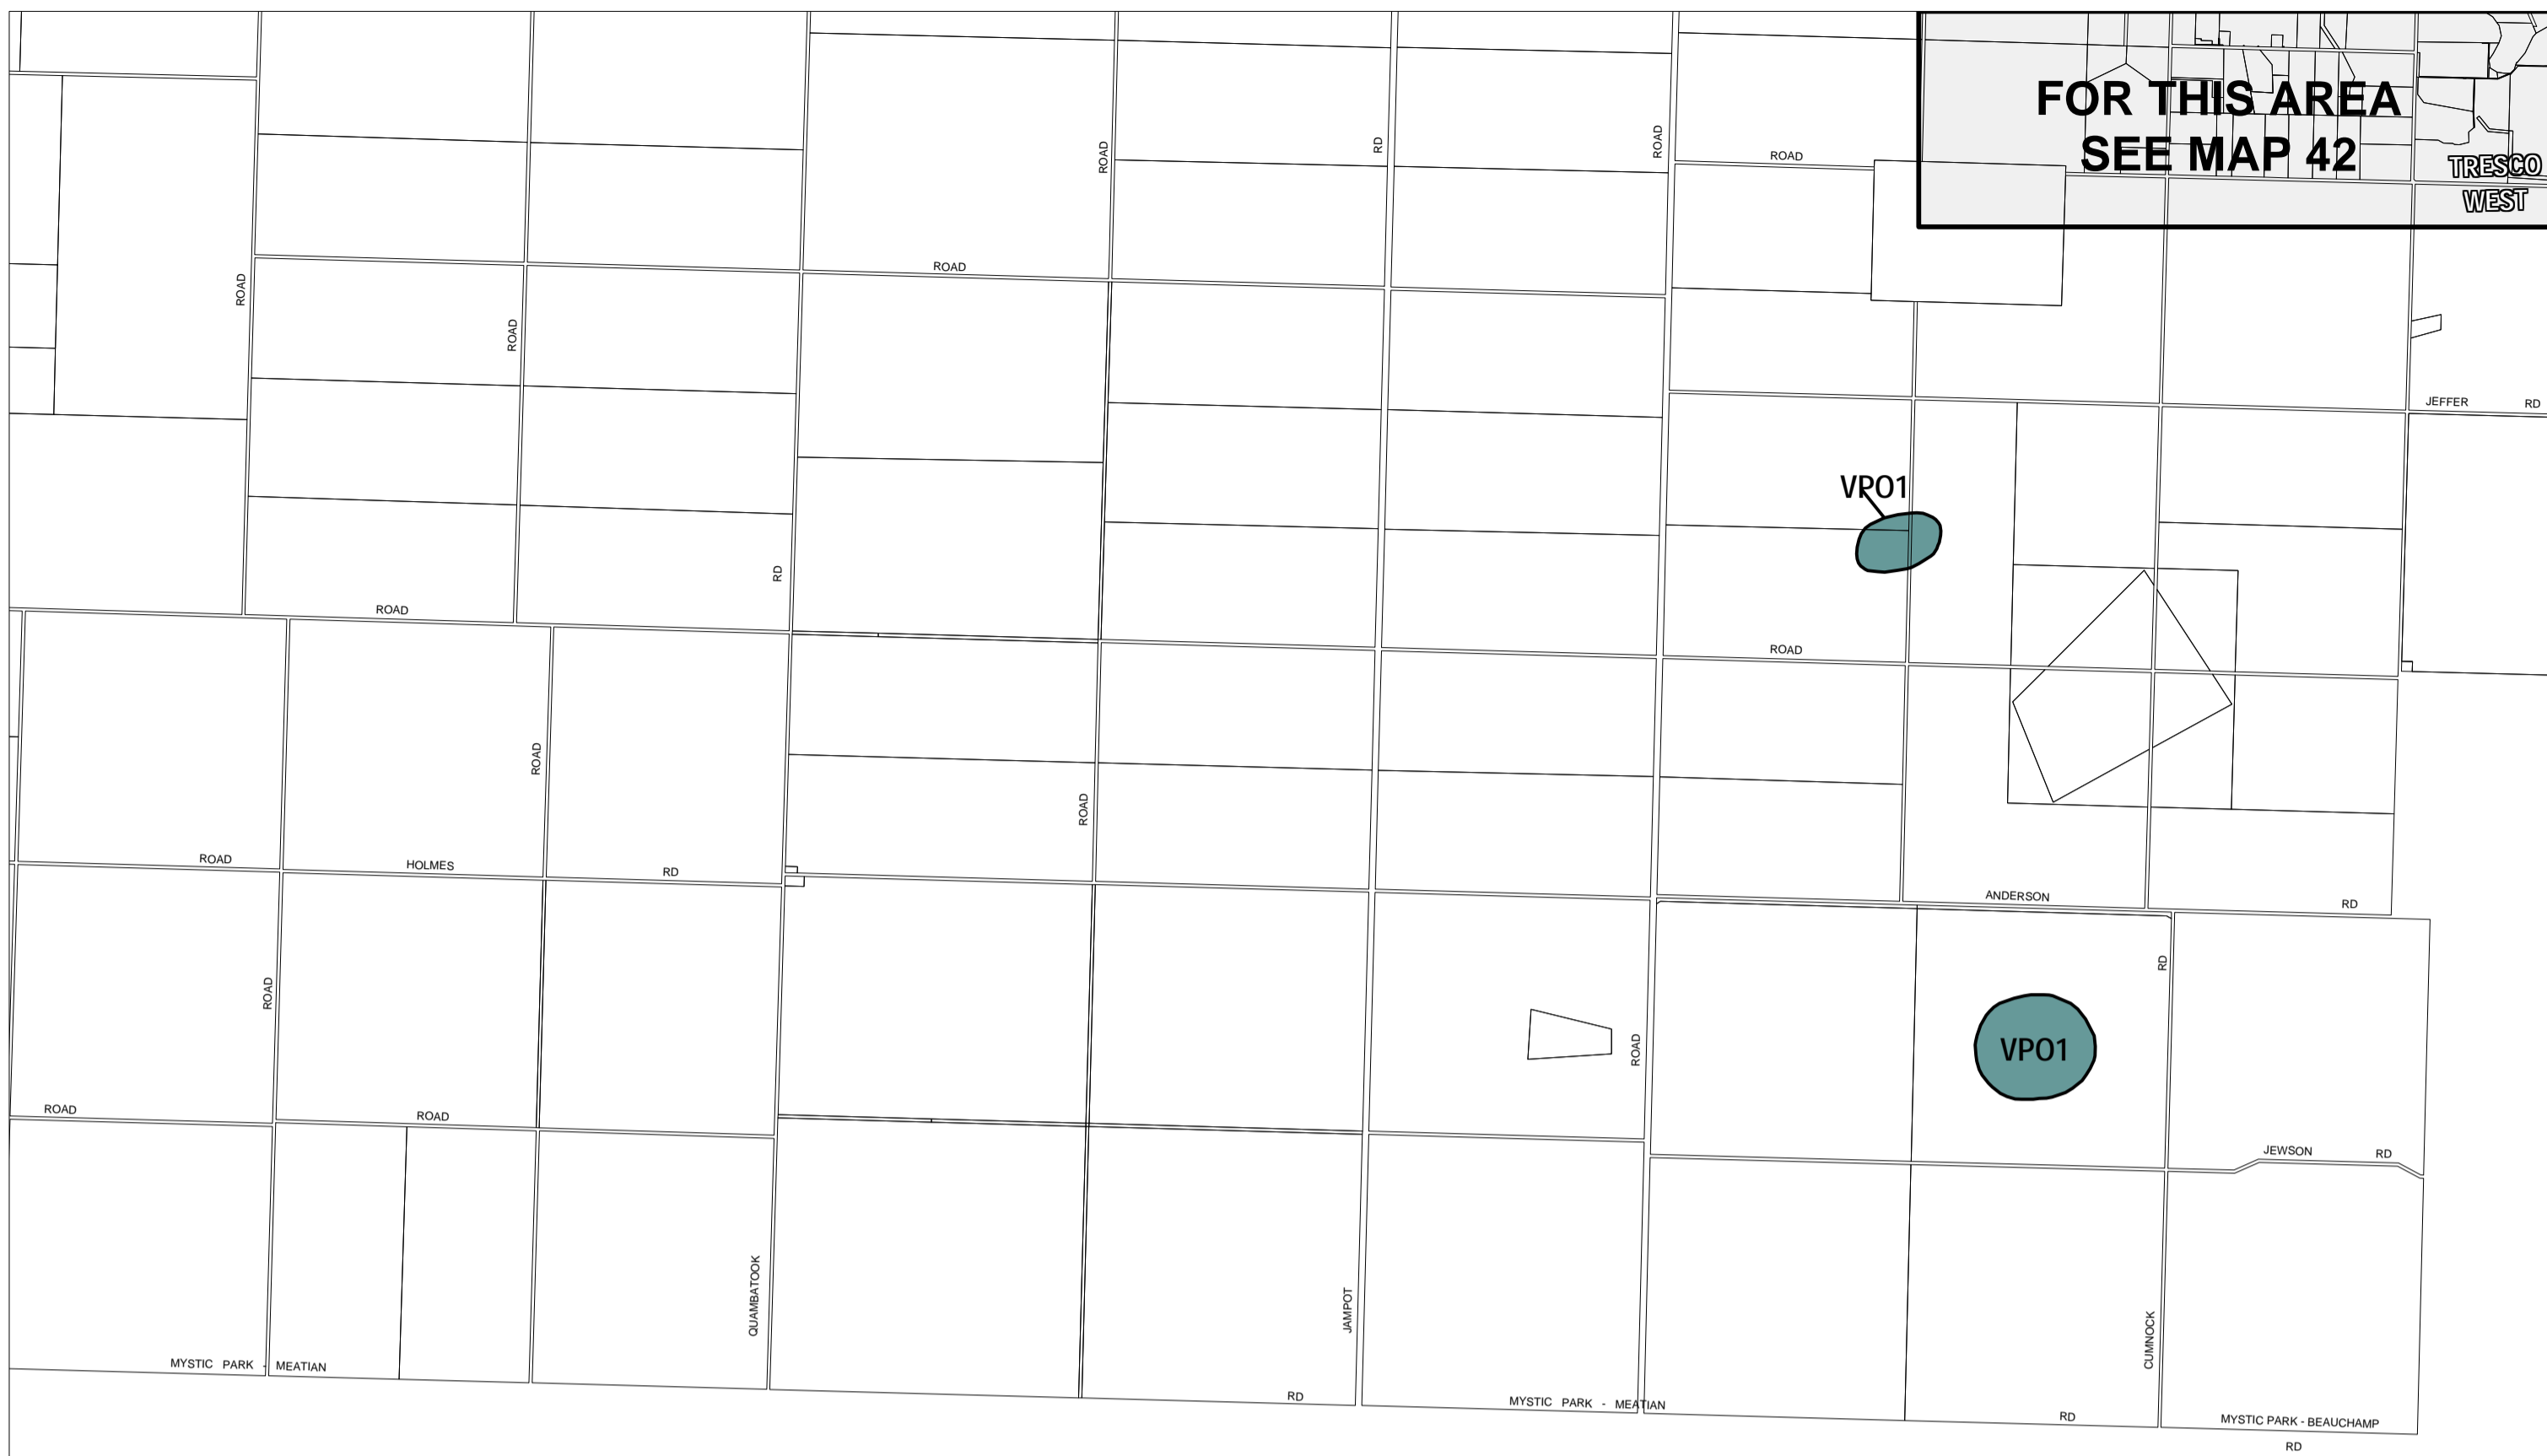 FOR THIS AREA
SEE MAP 42
TRESCO
WEST
ROAD
RD
ROAD
ROAD
ROAD
ROAD
ROAD
JEFFER RD
VPO1
RD
ROAD
ROAD
ROAD
ROAD
ROAD
HOLMES
RD
ANDERSON
RD
RD
ROAD
ROAD
VPO1
ROAD
ROAD
JEWSON RD
QUAMBATOOK
JAMPOT
CUMNOCK
MYSTIC PARK - MEATIAN
RD
MYSTIC PARK - MEATIAN
RD
MYSTIC PARK - BEAUCHAMP
RD